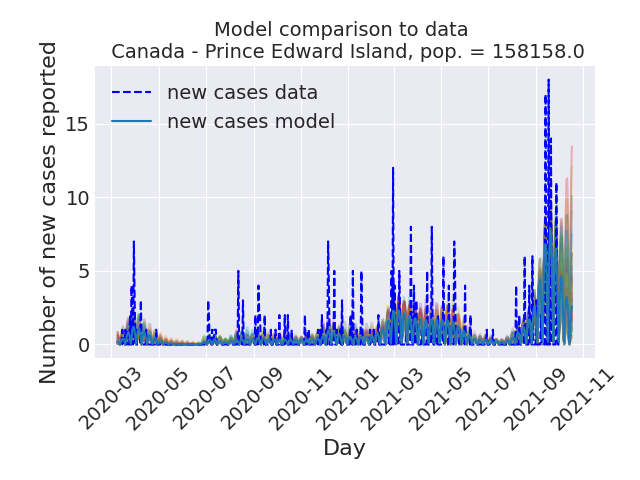 Model comparison to data
Canada - Prince Edward Island, pop. = 158158.0
new cases data
new cases model
Number of new cases reported
15
10
5
0
2020-03
2020-05
2020-07
2020-09
2020-11
2021-01
2021-03
2021-05
2021-07
2021-09
2021-11
Day